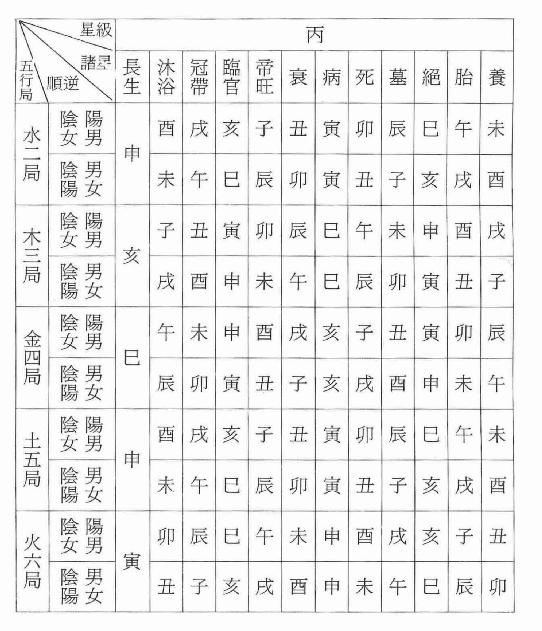 星級 丙
諸星 順逆 五行局 長生 沐浴 冠帶 臨官 帝旺 衰 病 死 墓 絕 胎 養
水二局 陰女 陽男 申 酉 戌 亥 子 丑 寅 卯 辰 巳 午 未
陰男 陽女 未 午 巳 辰 卯 寅 丑 子 亥 戌 酉
木三局 陰女 陽男 亥 子 丑 寅 卯 辰 巳 午 未 申 酉 戌
陰男 陽女 戌 酉 申 未 午 巳 辰 卯 寅 丑 子
金四局 陰女 陽男 巳 午 未 申 酉 戌 亥 子 丑 寅 卯 辰
陰男 陽女 辰 卯 寅 丑 子 亥 戌 酉 申 未 午
土五局 陰女 陽男 申 酉 戌 亥 子 丑 寅 卯 辰 巳 午 未
陰男 陽女 未 午 巳 辰 卯 寅 丑 子 亥 戌 酉
火六局 陰女 陽男 寅 卯 辰 巳 午 未 申 酉 戌 亥 子 丑
陰男 陽女 丑 子 亥 戌 酉 申 未 午 巳 辰 卯